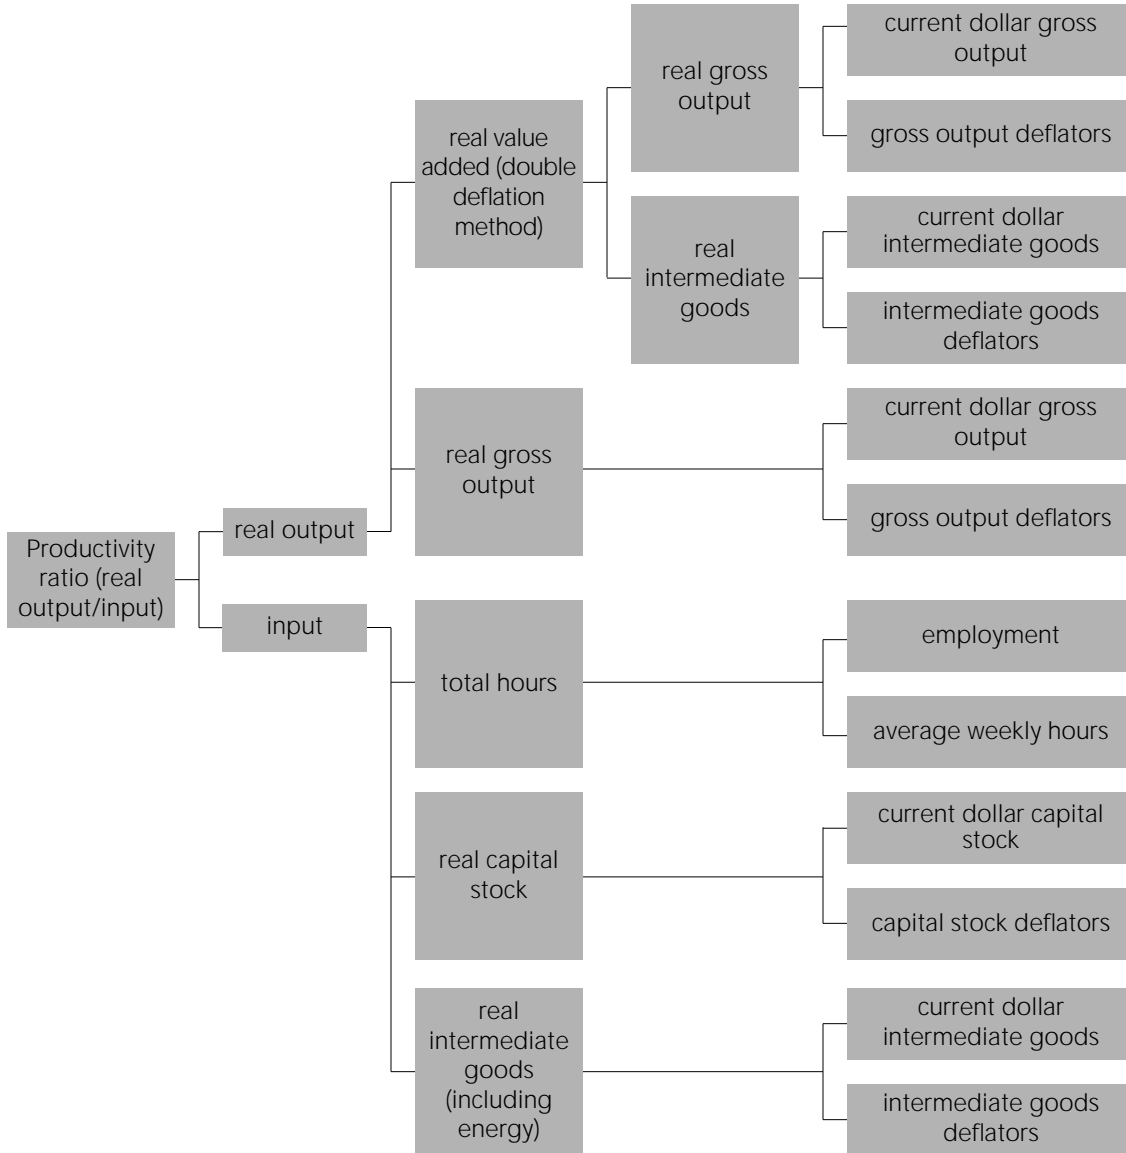 current dollar gross
output
real gross
output
gross output deflators
real value
added (double
deflation
method)
current dollar
intermediate goods
real
intermediate
goods
intermediate goods
deflators
current dollar gross
output
real gross
output
gross output deflators
real output
Productivity
ratio (real
output/input)
input
employment
total hours
average weekly hours
current dollar capital
stock
real capital
stock
capital stock deflators
real
intermediate
goods
(including
energy)
current dollar
intermediate goods
intermediate goods
deflators